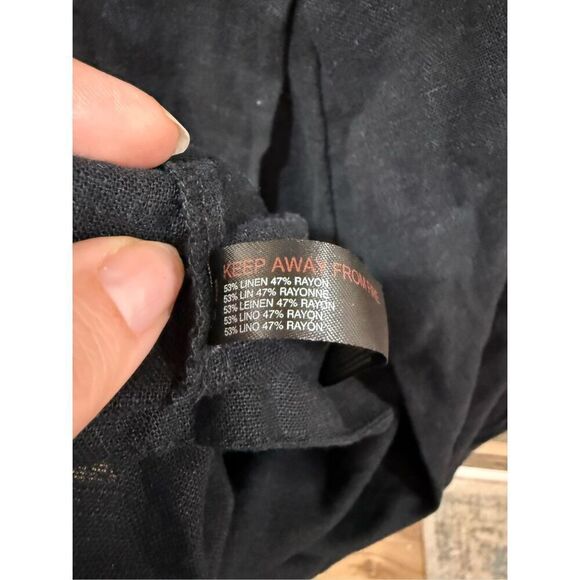 KEEP AWAY FROM FIRE
53% LINEN 47% RAYON
53% LIN 47% RAYONNE
53% LEINEN 47% RAYON
53% LINO 47% RAYON
53% LINO 47% RAYON